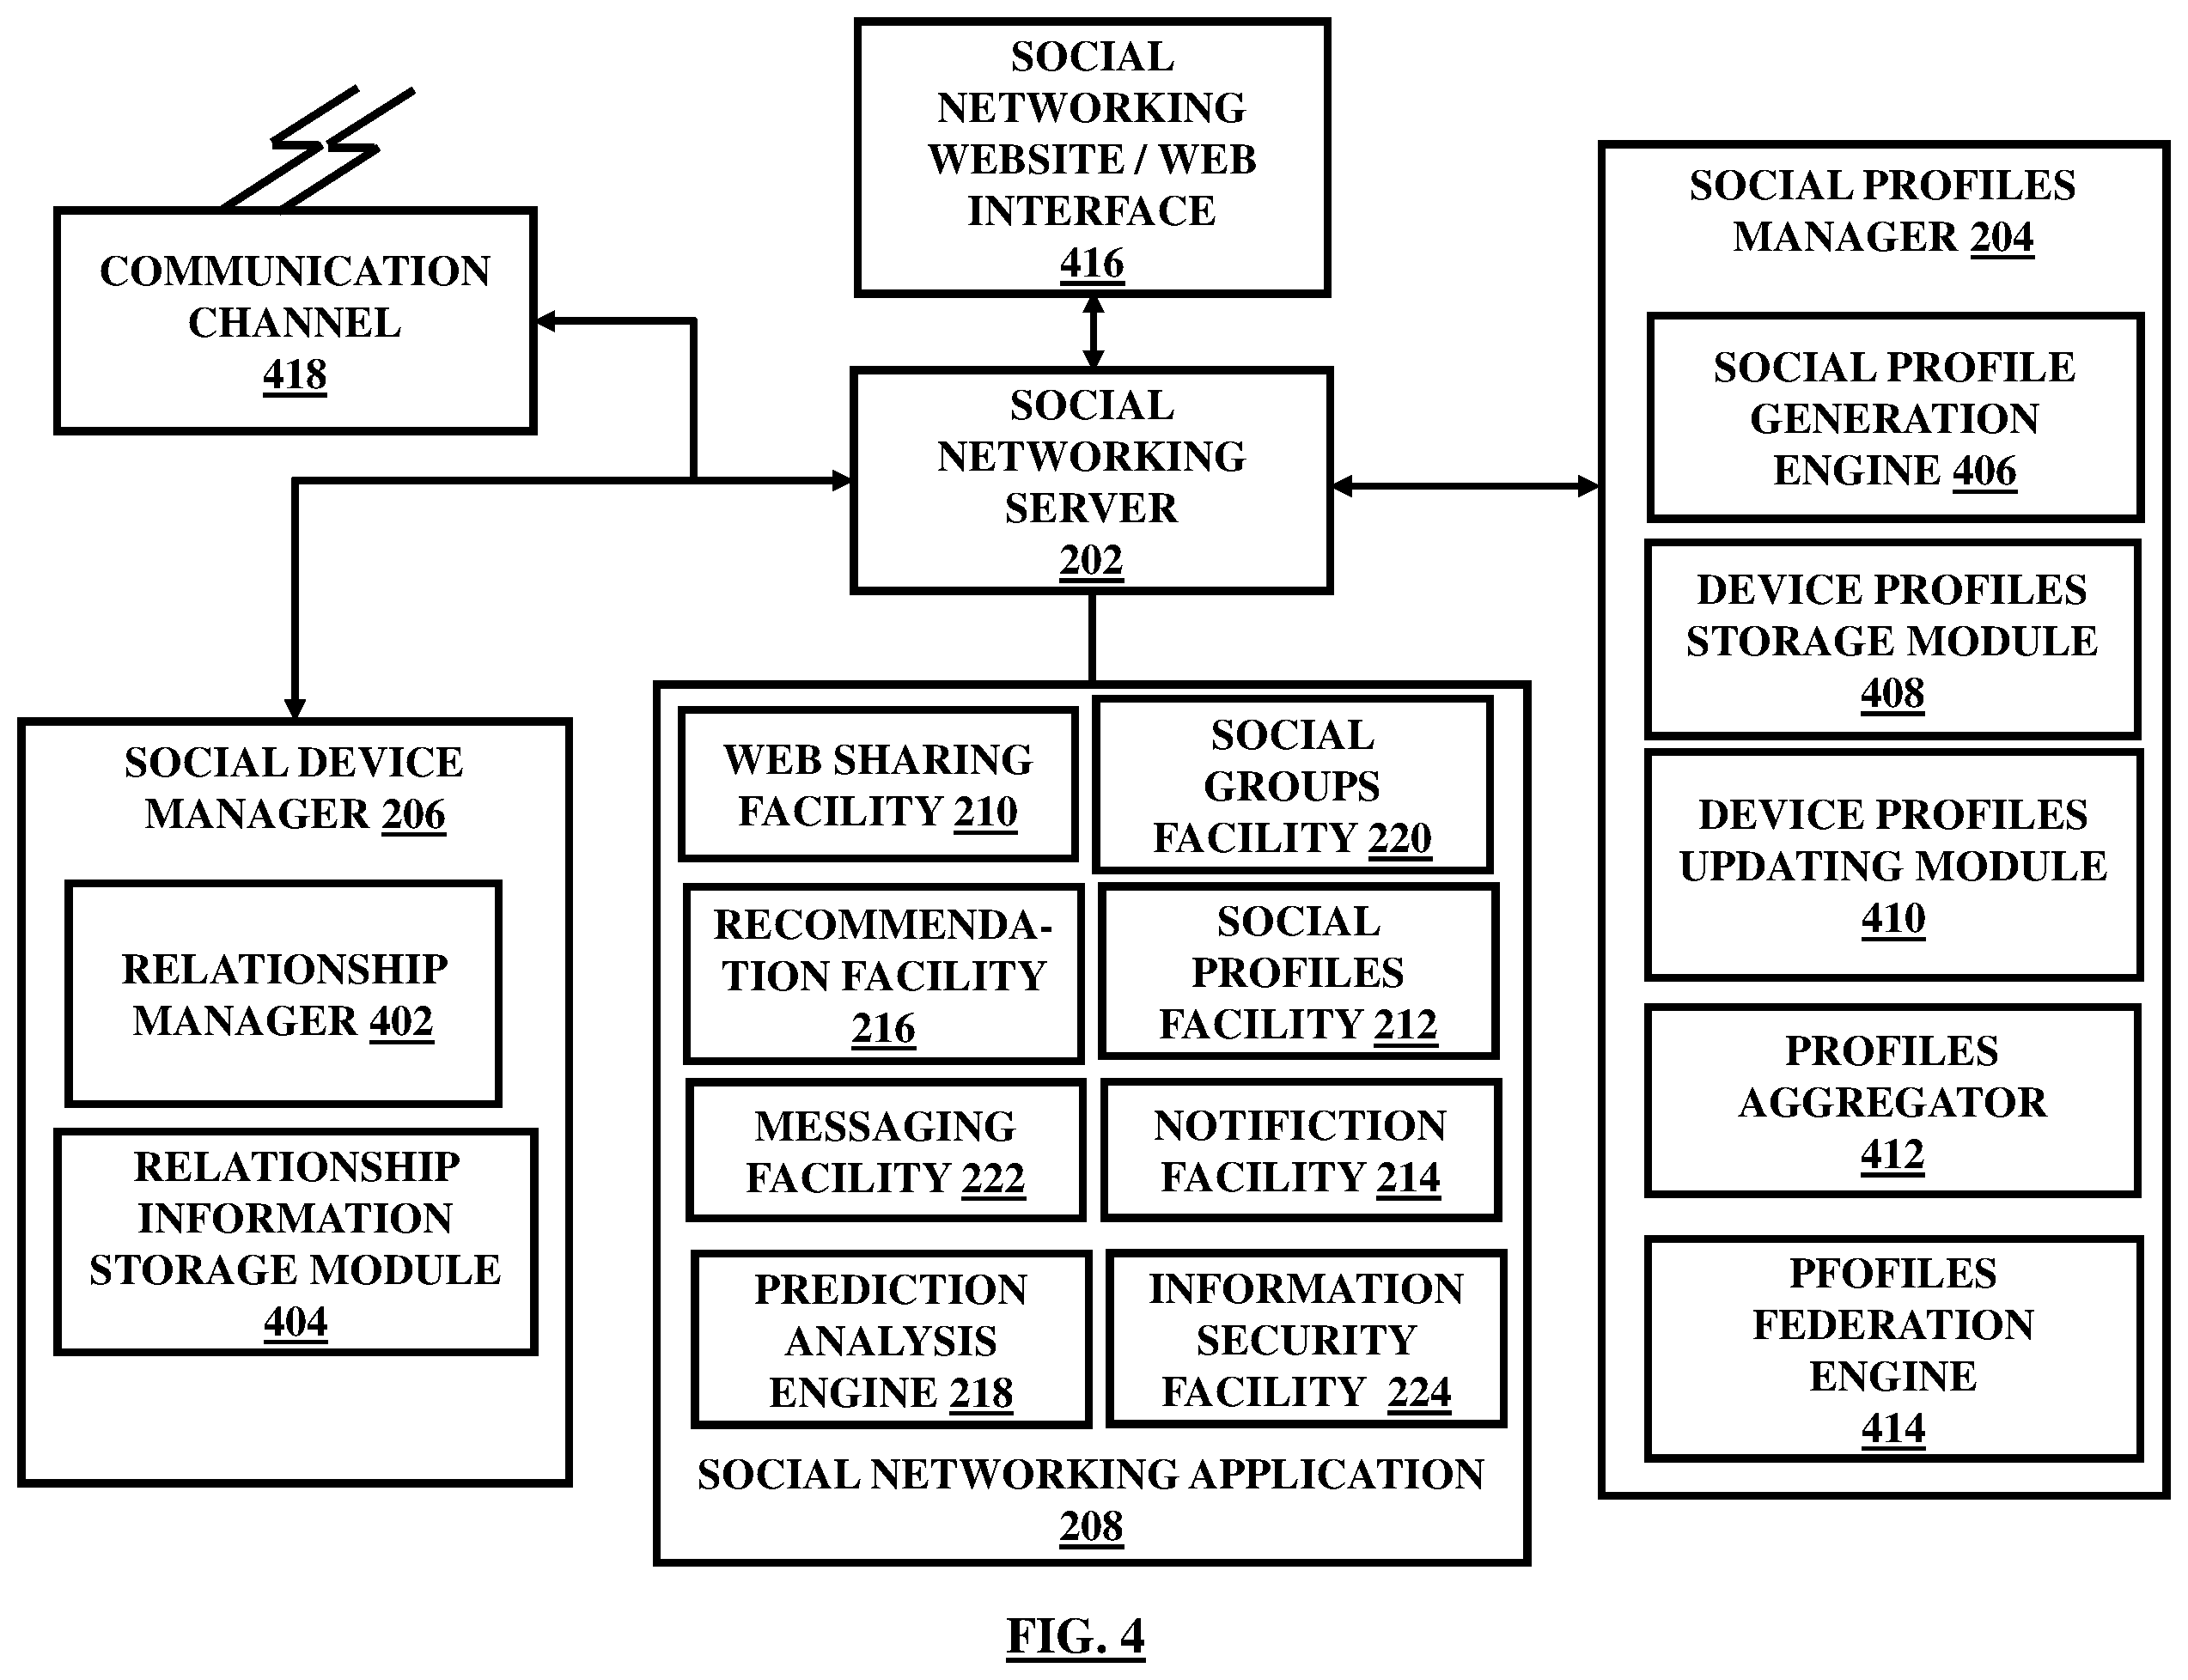 SOCIAL
NETWORKING
WEBSITE / WEB
INTERFACE
416
COMMUNICATION
CHANNEL
418
SOCIAL
NETWORKING
SERVER
202
SOCIAL PROFILES
MANAGER 204
SOCIAL PROFILE
GENERATION
ENGINE 406
DEVICE PROFILES
STORAGE MODULE
408
DEVICE PROFILES
UPDATING MODULE
410
PROFILES
AGGREGATOR
412
PFOFILES
FEDERATION
ENGINE
414
SOCIAL DEVICE
MANAGER 206
RELATIONSHIP
MANAGER 402
RELATIONSHIP
INFORMATION
STORAGE MODULE
404
WEB SHARING
FACILITY 210
SOCIAL
GROUPS
FACILITY 220
RECOMMENDA-
TION FACILITY
216
SOCIAL
PROFILES
FACILITY 212
MESSAGING
FACILITY 222
NOTIFICTION
FACILITY 214
PREDICTION
ANALYSIS
ENGINE 218
INFORMATION
SECURITY
FACILITY 224
SOCIAL NETWORKING APPLICATION
208
FIG. 4